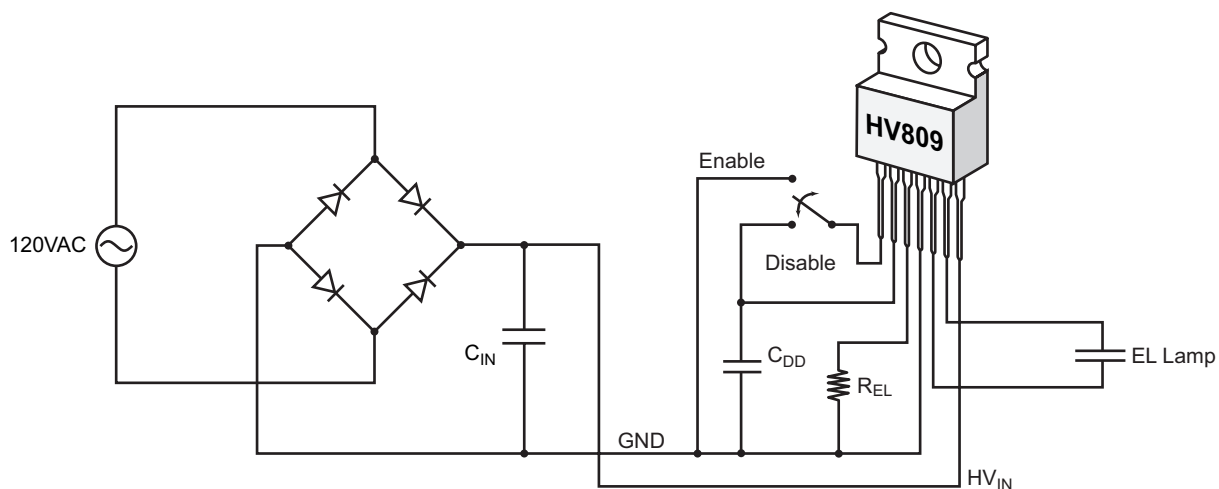 HV809
Enable
120VAC
Disable
C_IN
C_DD
EL Lamp
R_EL
GND
HV_IN